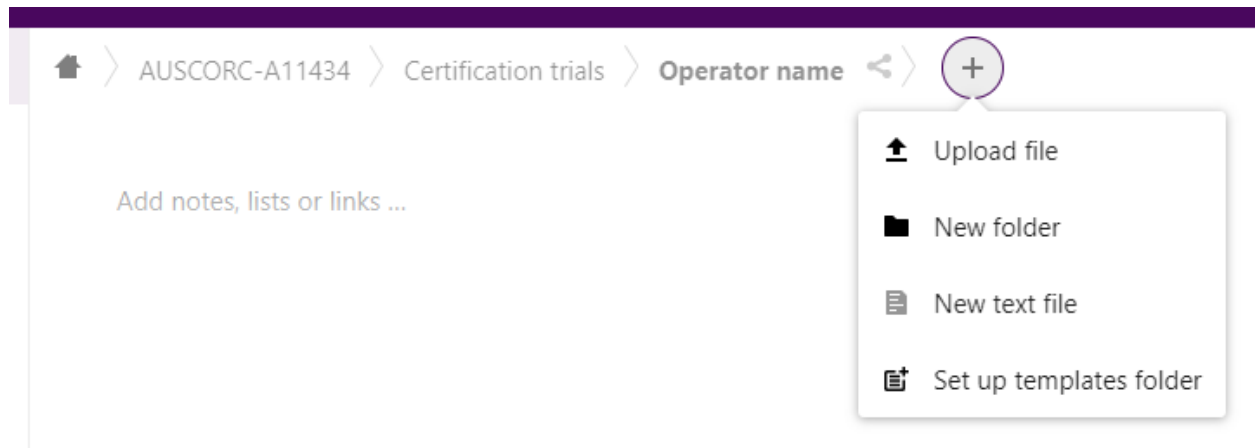 AUSCORC-A11434 Certification trials Operator name
Upload file
Add notes, lists or links ...
New folder
New text file
Set up templates folder